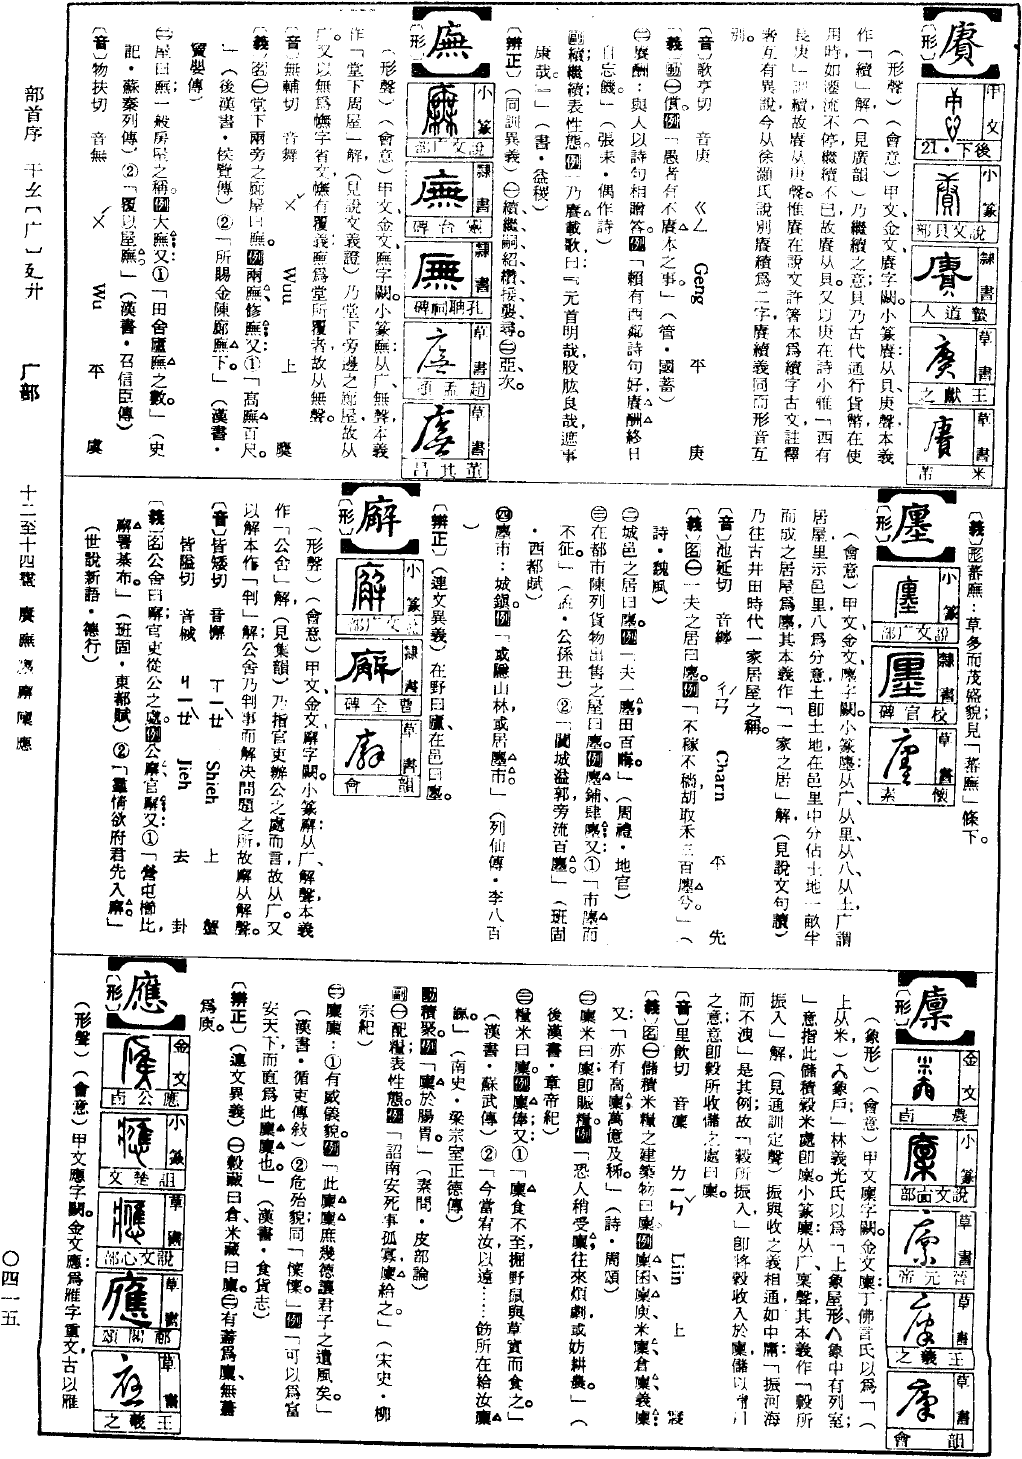 賡
〔形〕
甲文
後下·21
小篆
說文貝部
隸書
蟄道人
草書
王獻之
草書
米芾
（形聲）（會意）甲文、金文賡字闕。小篆賡：从貝、庚聲，本義
作「續」解，（見廣韻）乃繼續之意；貝乃古代通行貨幣，在使
用時如湊流不停，繼續不已，故賡从貝。又以庚在詩小雅「西有
長庚」訓續，故賡从庚聲。惟賡在說文許著本爲續字古文，註釋
者互有異說，今从徐灝氏說別賡續爲二字，賡續義同而形音互
別。
〔音〕歌亨切 音庚 ㄍㄥ Geng 平 庚
〔義〕動㊀償。例「愚者有不賡本之事。」（管·國蓄）
㊁賡酬：與人以詩句相贈答。例「賴有西鄰詩句好，賡酬終日
自忘饑。」（張耒·偶作詩）
副續，繼續；表性態。例「乃賡載歌曰：『元首明哉，股肱良哉，庶事
康哉。』」（書·益稷）
〔辨正〕（同訓異義）㊀續、繼、嗣、紹、纘、接、襲、尋。㊁亞、次。
廡
〔形〕
小篆
說文广部
隸書
靈台碑
隸書
孔耽祠碑
草書
趙孟頫
草書
董其昌
（形聲）（會意）甲文、金文廡字闕。小篆廡：从广、無聲，本義
作「堂下周屋」解，（見說文義證）乃堂下旁邊之廊屋，故从
广。又以無爲幠字省文，幠有覆義，廡爲堂所覆者，故从無聲。
〔音〕無輔切 音舞 ㄨˇ Wuu 上 麌
〔義〕名㊀堂下兩旁之廊屋曰廡。例兩廡、修廡；又①「高廡百尺。
」（後漢書·侯覽傳）②「所賜金，陳廊廡下。」（漢書·
竇嬰傳）
㊁屋曰廡；一般房屋之稱。例大廡；又①「田舍廬廡之數。」（史
記·蘇秦列傳）②「覆以屋廡。」（漢書·召信臣傳）
〔音〕物扶切 音無 ㄨˊ Wu 平 虞
〔義〕形蕃廡：草多而茂盛貌；見「蕃廡」條下。
廛
〔形〕
小篆
說文广部
隸書
校官碑
草書
懷素
（會意）甲文、金文廛字闕。小篆廛：从广从里从八从土，广謂
居屋，里示邑里，八爲分意，土卽土地，在邑里中分佔土地一畝半
而成之居屋爲廛，其本義作「一家之居」解，（見說文句讀）
乃往古井田時代一家居屋之稱。
〔音〕池延切 音纏 ㄔㄢˊ Charn 平 先
〔義〕名㊀一夫之居曰廛。例「不稼不穡，胡取禾三百廛兮。」（
詩·魏風）
㊁城邑之居曰廛。例「夫一廛，田百畮。」（周禮·地官）
㊂在都市陳列貨物出售之屋曰廛。例廛鋪、肆廛；又①「市，廛而
不征。」（孟·公孫丑）②「闐城溢郭，旁流百廛。」（班固
·西都賦）
㊃廛市：城鎭。例「或隱山林，或居廛市。」（列仙傳·李八百
）
〔辨正〕（連文異義）在野曰廬，在邑曰廛。
廨
〔形〕
小篆
說文广部
隸書
曹全碑
草書
韻會
（形聲）（會意）甲文、金文廨字闕。小篆廨：从广、解聲，本義
作「公舍」解，（見集韻）乃指官吏辦公之處而言，故从广。又
以解本作「判」解；公舍乃判事而解決問題之所，故廨从解聲。
〔音〕皆矮切 音懈 ㄒㄧㄝˇ Shieh 上 蟹
皆隘切 音械 ㄐㄧㄝˋ Jieh 去 卦
〔義〕名公舍曰廨；官吏從公之處。例公廨、官廨；又①「營屯櫛比，
廨署棊布。」（班固·東都賦）②「羣情欲府君先入廨。」
（世說新語·德行）
廩
〔形〕
金文
農卣
小篆
說文㐭部
草書
晉元帝
草書
王羲之
草書
韻會
（象形）（會意）甲文廩字闕。金文廩：丁佛言氏以爲「（
上从米，）入象戶」林義光氏以爲「上象屋形，入象中有列室；
」意指此儲積穀米處卽廩。小篆廩：从广、稟聲，其本義作「穀所
振入」解，（見通訓定聲）振與收之義相通，如中庸「振河海
而不洩」是其例，故「穀所振入」卽將穀收入於廩，儲以備用
之意，意卽穀所收儲之處曰廩。
〔音〕里飲切 音凜 ㄌㄧㄣˇ Liin 上 寢
〔義〕名㊀儲積米糧之建築物曰廩。例廩困、廩庾、米廩、倉廩、義廩；
又「亦有高廩，萬億及秭。」（詩·周頌）
㊁廩米曰廩；卽賑糧。例「恐人稍受廩，往來煩劇，或妨耕農。」（
後漢書·章帝紀）
㊂糧米曰廩。例廩俸；又①「廩食不至，掘野鼠與草實而食之。」
（漢書·蘇武傳）②「今當宥汝以遠……敕所在給汝廩
餼。」（南史·梁宗室正德傳）
動積聚。例「廩於腸胃。」（素問·皮部論）
副㊀配糧；表性態。例「詔南安死事孤寡，廩給之。」（宋史·柳
宗紀）
㊁廩廩：①有威儀貌。例「此廩廩庶幾德讓君子之遺風矣。」
（漢書·循吏傳敍）②危殆貌；同「懍懍」。例「可以爲富
安天下，而直爲此廩廩也。」（漢書·食貨志）
〔辨正〕（連文異義）㊀穀藏曰倉，米藏曰廩。㊁有蓋爲廩，無蓋
爲庾。
應
〔形〕
金文
應公卣
小篆
詛楚文
草書
說文心部
草書
都閣頌
草書
王羲之
（形聲）（會意）甲文應字闕。金文應：爲雁字重文，古以雁
部首序 干幺〔广〕廴廾
广部
十二至十四畫 賡廡廛廨廩應
〇四一五